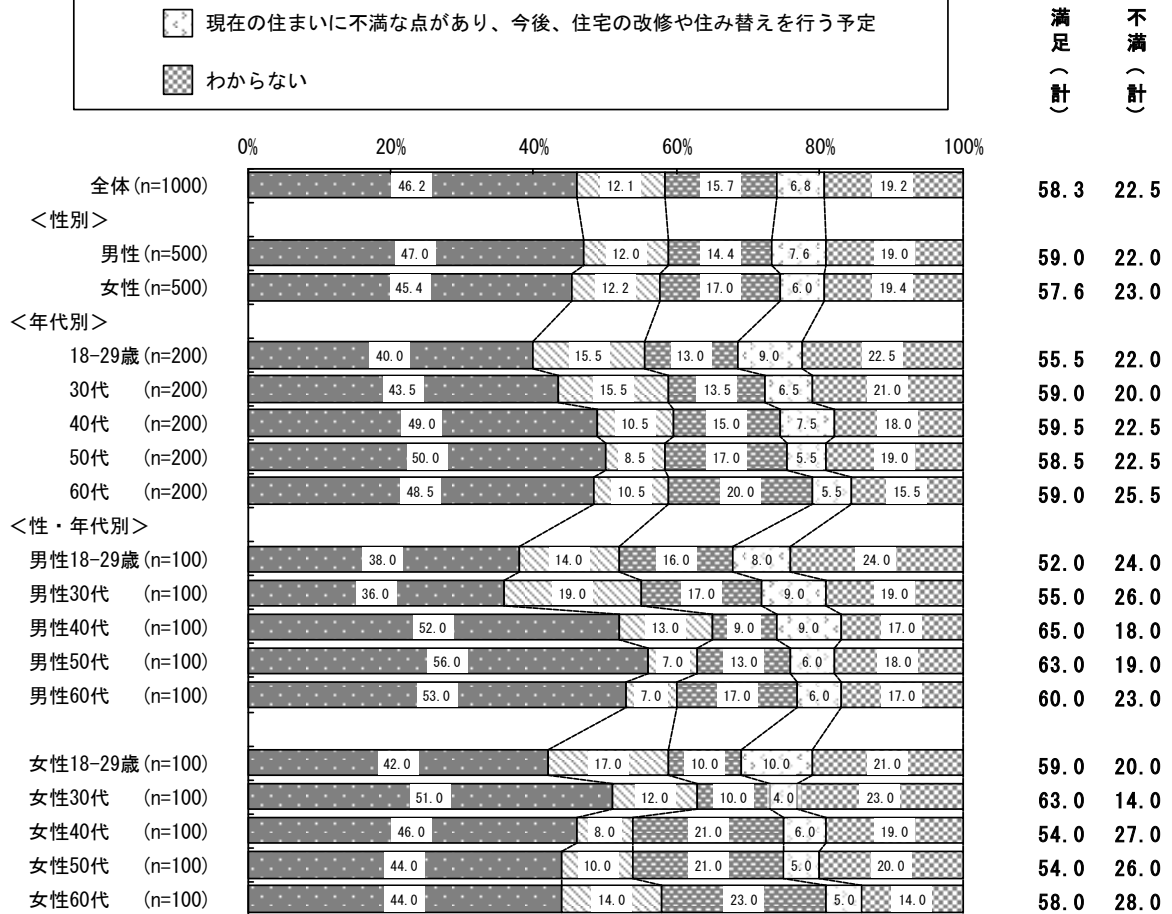 現在の住まいに不満な点があり、今後、住宅の改修や住み替えを行う予定
わからない
満足（計）
不満（計）
0% 20% 40% 60% 80% 100%
全体(n=1000) 46.2 12.1 15.7 6.8 19.2 58.3 22.5
＜性別＞
男性(n=500) 47.0 12.0 14.4 7.6 19.0 59.0 22.0
女性(n=500) 45.4 12.2 17.0 6.0 19.4 57.6 23.0
＜年代別＞
18-29歳(n=200) 40.0 15.5 13.0 9.0 22.5 55.5 22.0
30代 (n=200) 43.5 15.5 13.5 6.5 21.0 59.0 20.0
40代 (n=200) 49.0 10.5 15.0 7.5 18.0 59.5 22.5
50代 (n=200) 50.0 8.5 17.0 5.5 19.0 58.5 22.5
60代 (n=200) 48.5 10.5 20.0 5.5 15.5 59.0 25.5
＜性・年代別＞
男性18-29歳(n=100) 38.0 14.0 16.0 8.0 24.0 52.0 24.0
男性30代 (n=100) 36.0 19.0 17.0 9.0 19.0 55.0 26.0
男性40代 (n=100) 52.0 13.0 9.0 9.0 17.0 65.0 18.0
男性50代 (n=100) 56.0 7.0 13.0 6.0 18.0 63.0 19.0
男性60代 (n=100) 53.0 7.0 17.0 6.0 17.0 60.0 23.0
女性18-29歳(n=100) 42.0 17.0 10.0 10.0 21.0 59.0 20.0
女性30代 (n=100) 51.0 12.0 10.0 4.0 23.0 63.0 14.0
女性40代 (n=100) 46.0 8.0 21.0 6.0 19.0 54.0 27.0
女性50代 (n=100) 44.0 10.0 21.0 5.0 20.0 54.0 26.0
女性60代 (n=100) 44.0 14.0 23.0 5.0 14.0 58.0 28.0